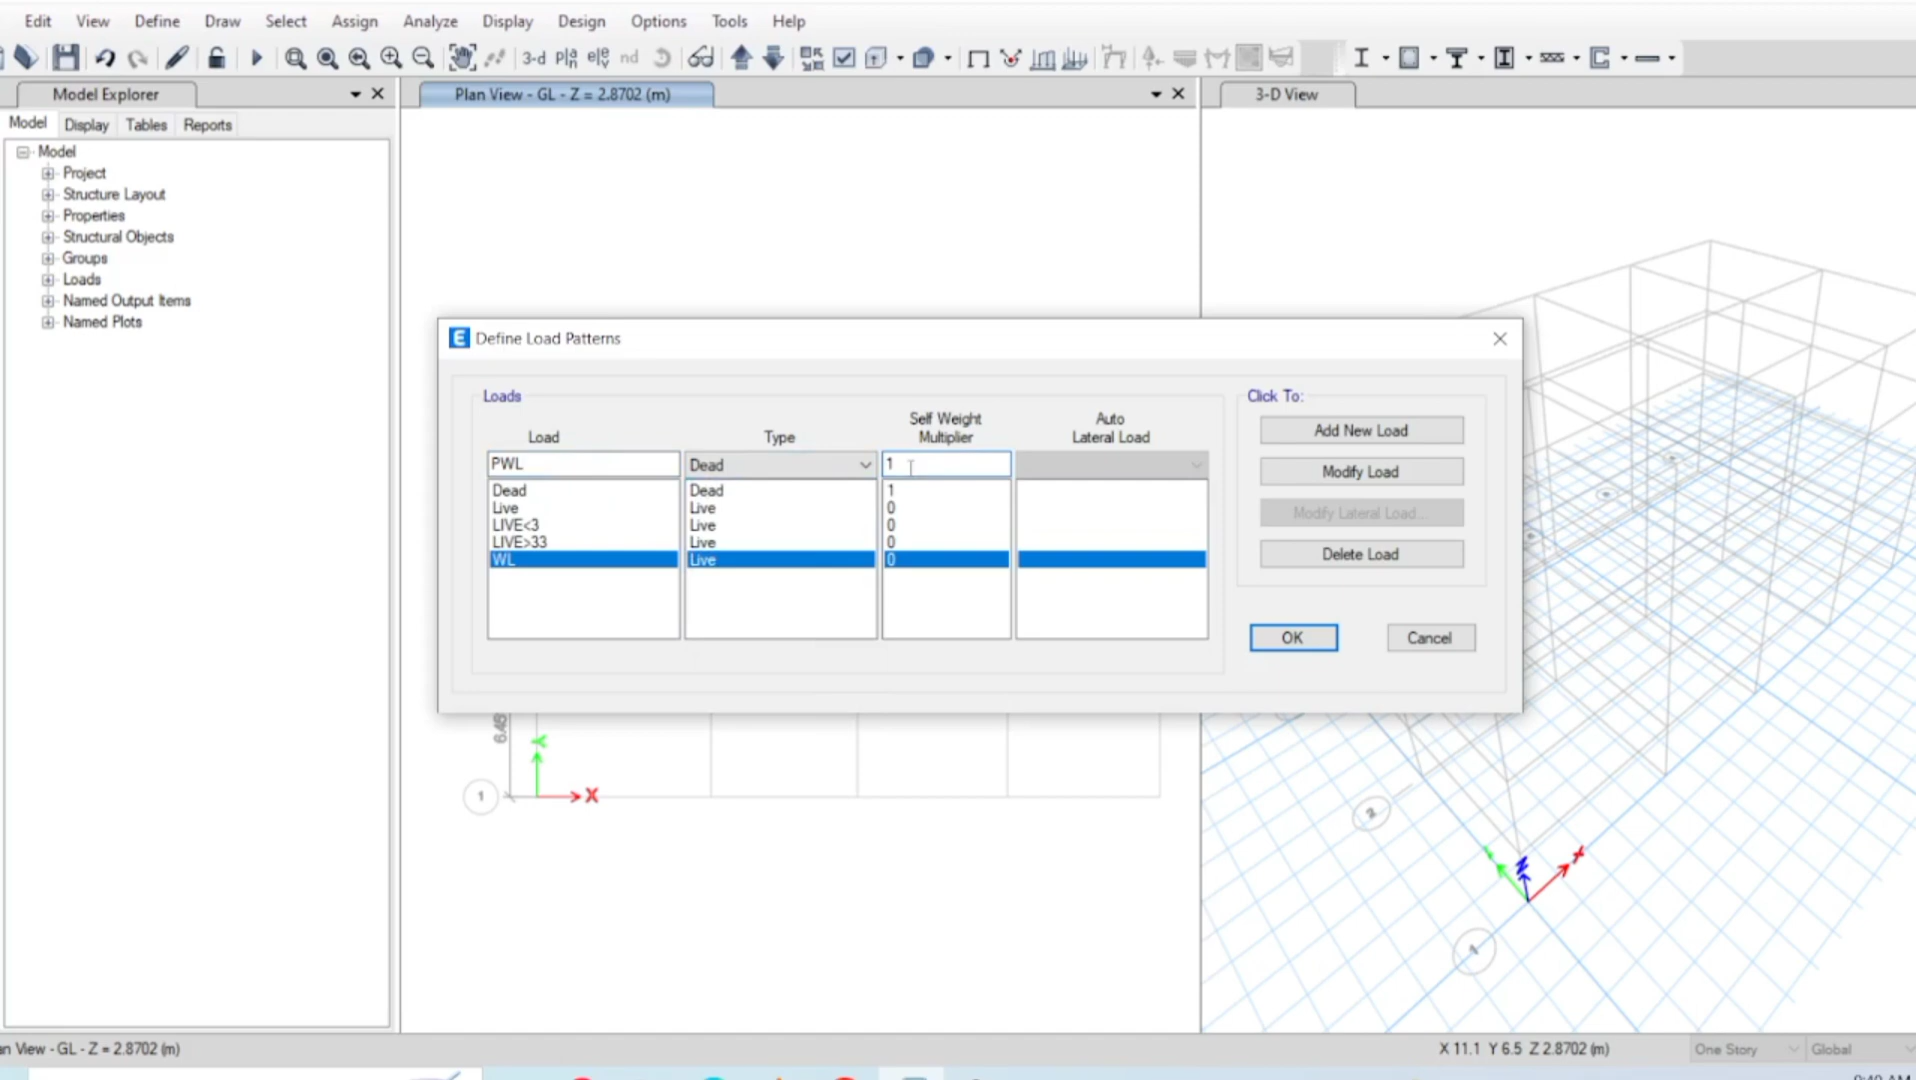 Edit View Define Draw Select Assign Analyze Display Design Options Tools Help
3-d nd
Model Explorer
Plan View - GL - Z = 2.8702 (m)
3-D View
Model Display Tables Reports
Model
Project
Structure Layout
Properties
Structural Objects
Groups
Loads
Named Output Items
Named Plots
E Define Load Patterns
Loads
Click To:
Load Type Self Weight Multiplier Auto Lateral Load
PWL Dead 1
Dead Dead 1
Live Live 0
LIVE<3 Live 0
LIVE>33 Live 0
WL Live 0
Add New Load
Modify Load
Modify Lateral Load...
Delete Load
OK Cancel
Y
1 X
2
Z
an View - GL - Z = 2.8702 (m)
X 11.1 Y 6.5 Z 2.8702 (m)
One Story Global